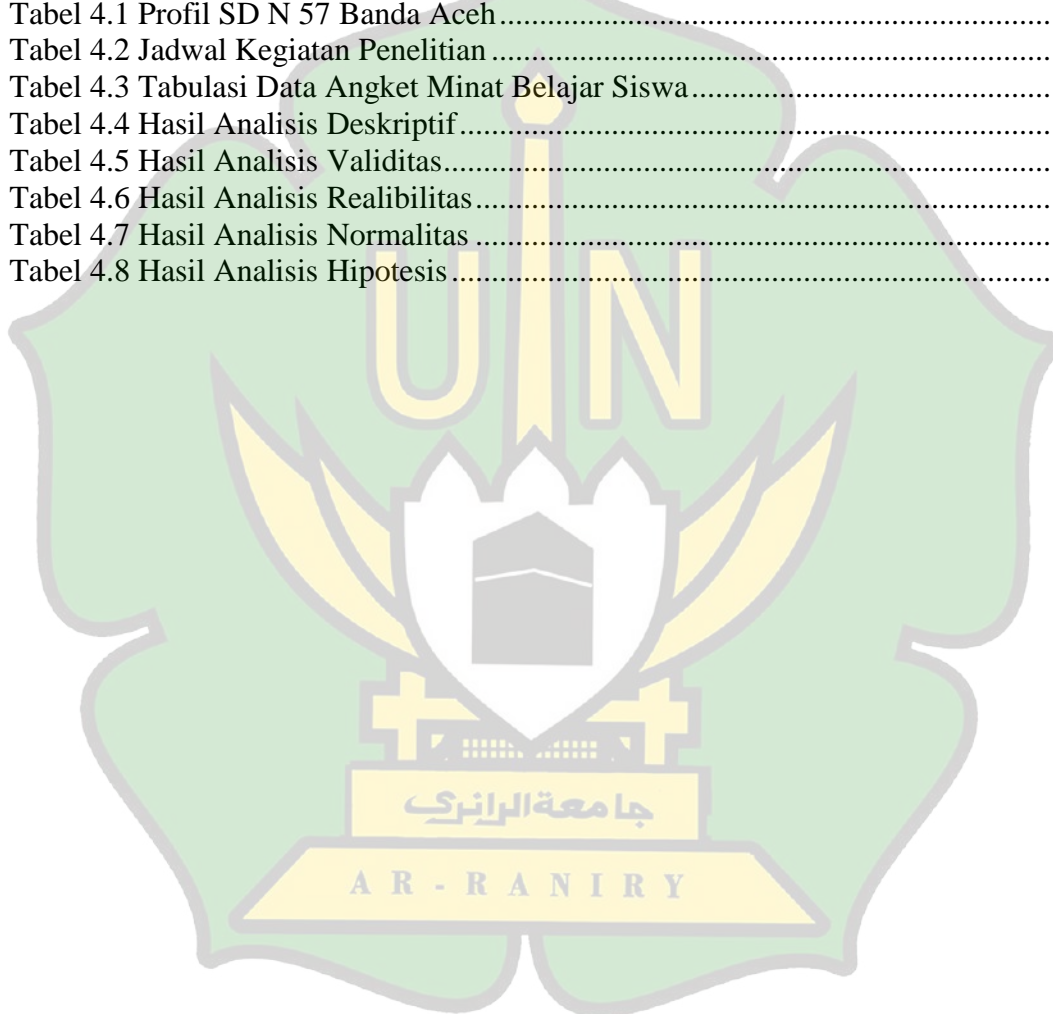 Tabel 4.1 Profil SD N 57 Banda Aceh.......................................................................
Tabel 4.2 Jadwal Kegiatan Penelitian.......................................................................
Tabel 4.3 Tabulasi Data Angket Minat Belajar Siswa..............................................
Tabel 4.4 Hasil Analisis Deskriptif..........................................................................
Tabel 4.5 Hasil Analisis Validitas............................................................................
Tabel 4.6 Hasil Analisis Realibilitas........................................................................
Tabel 4.7 Hasil Analisis Normalitas........................................................................
Tabel 4.8 Hasil Analisis Hipotesis...........................................................................
UIN
جامعةالرانري
AR-RANIRY